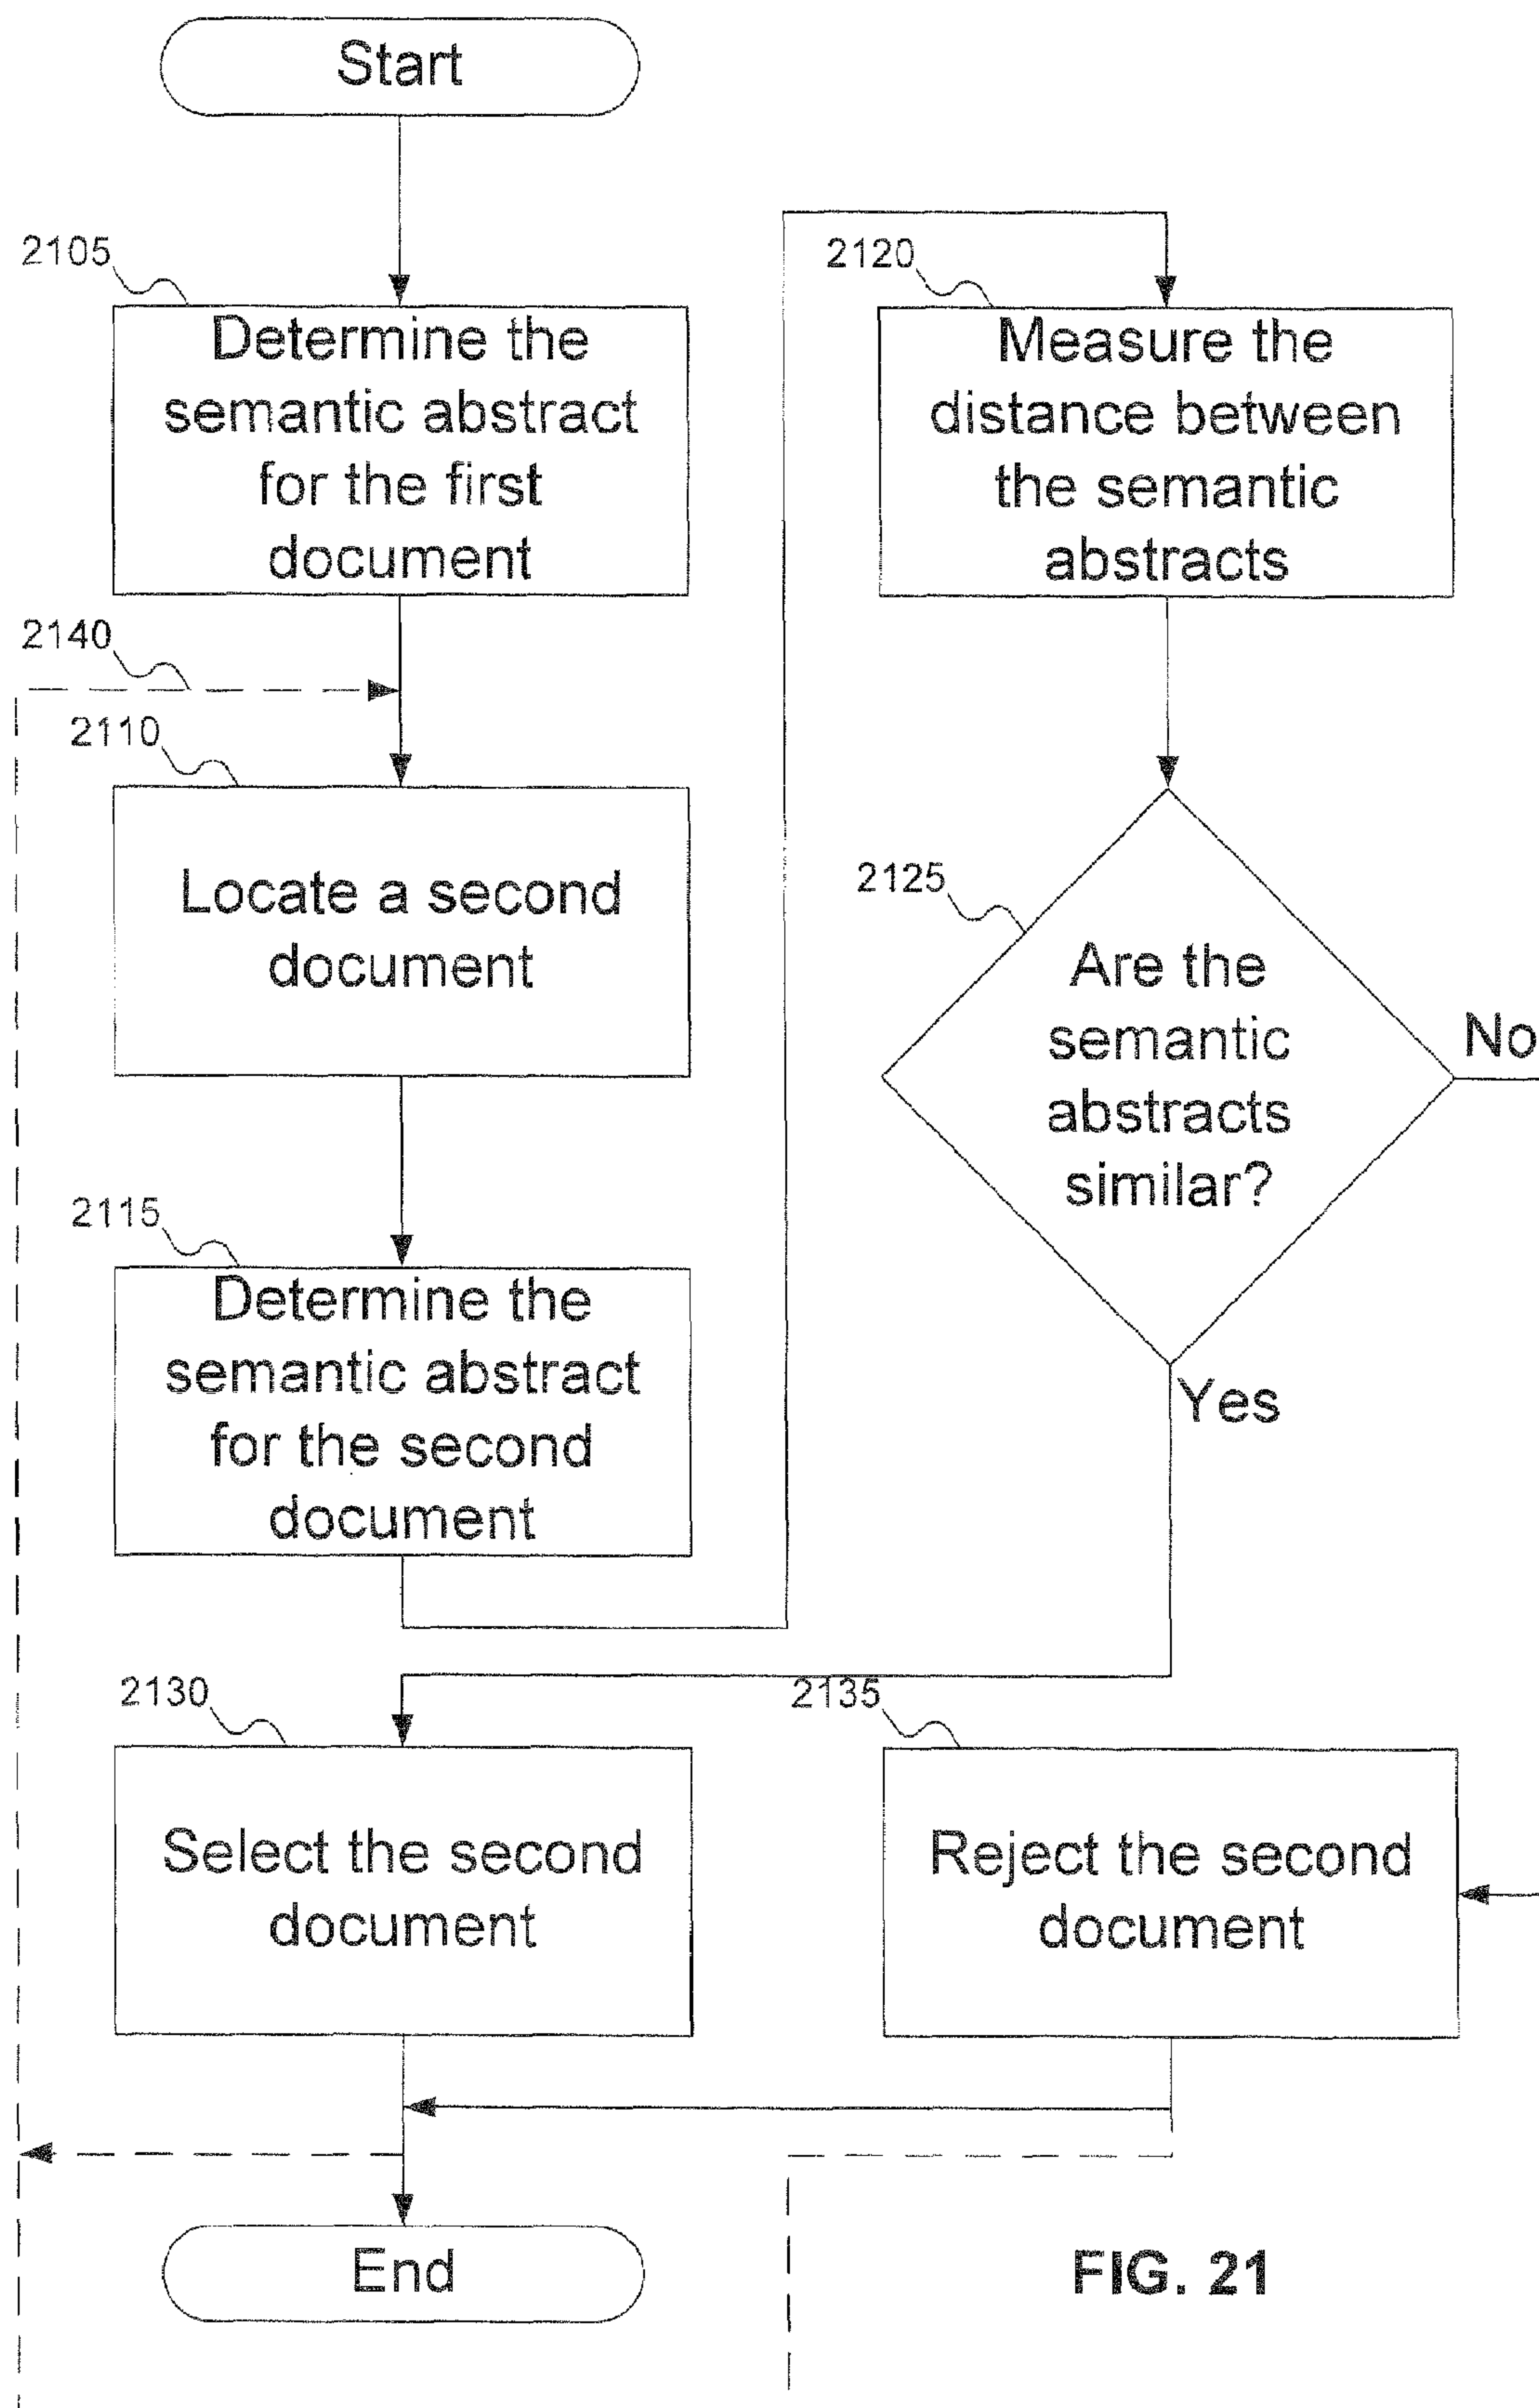 Start
2105
Determine the
semantic abstract
for the first
document
2140
2110
Locate a second
document
2115
Determine the
semantic abstract
for the second
document
2120
Measure the
distance between
the semantic
abstracts
2125
Are the
semantic
abstracts
similar?
No
Yes
2130
Select the second
document
2135
Reject the second
document
End
FIG. 21